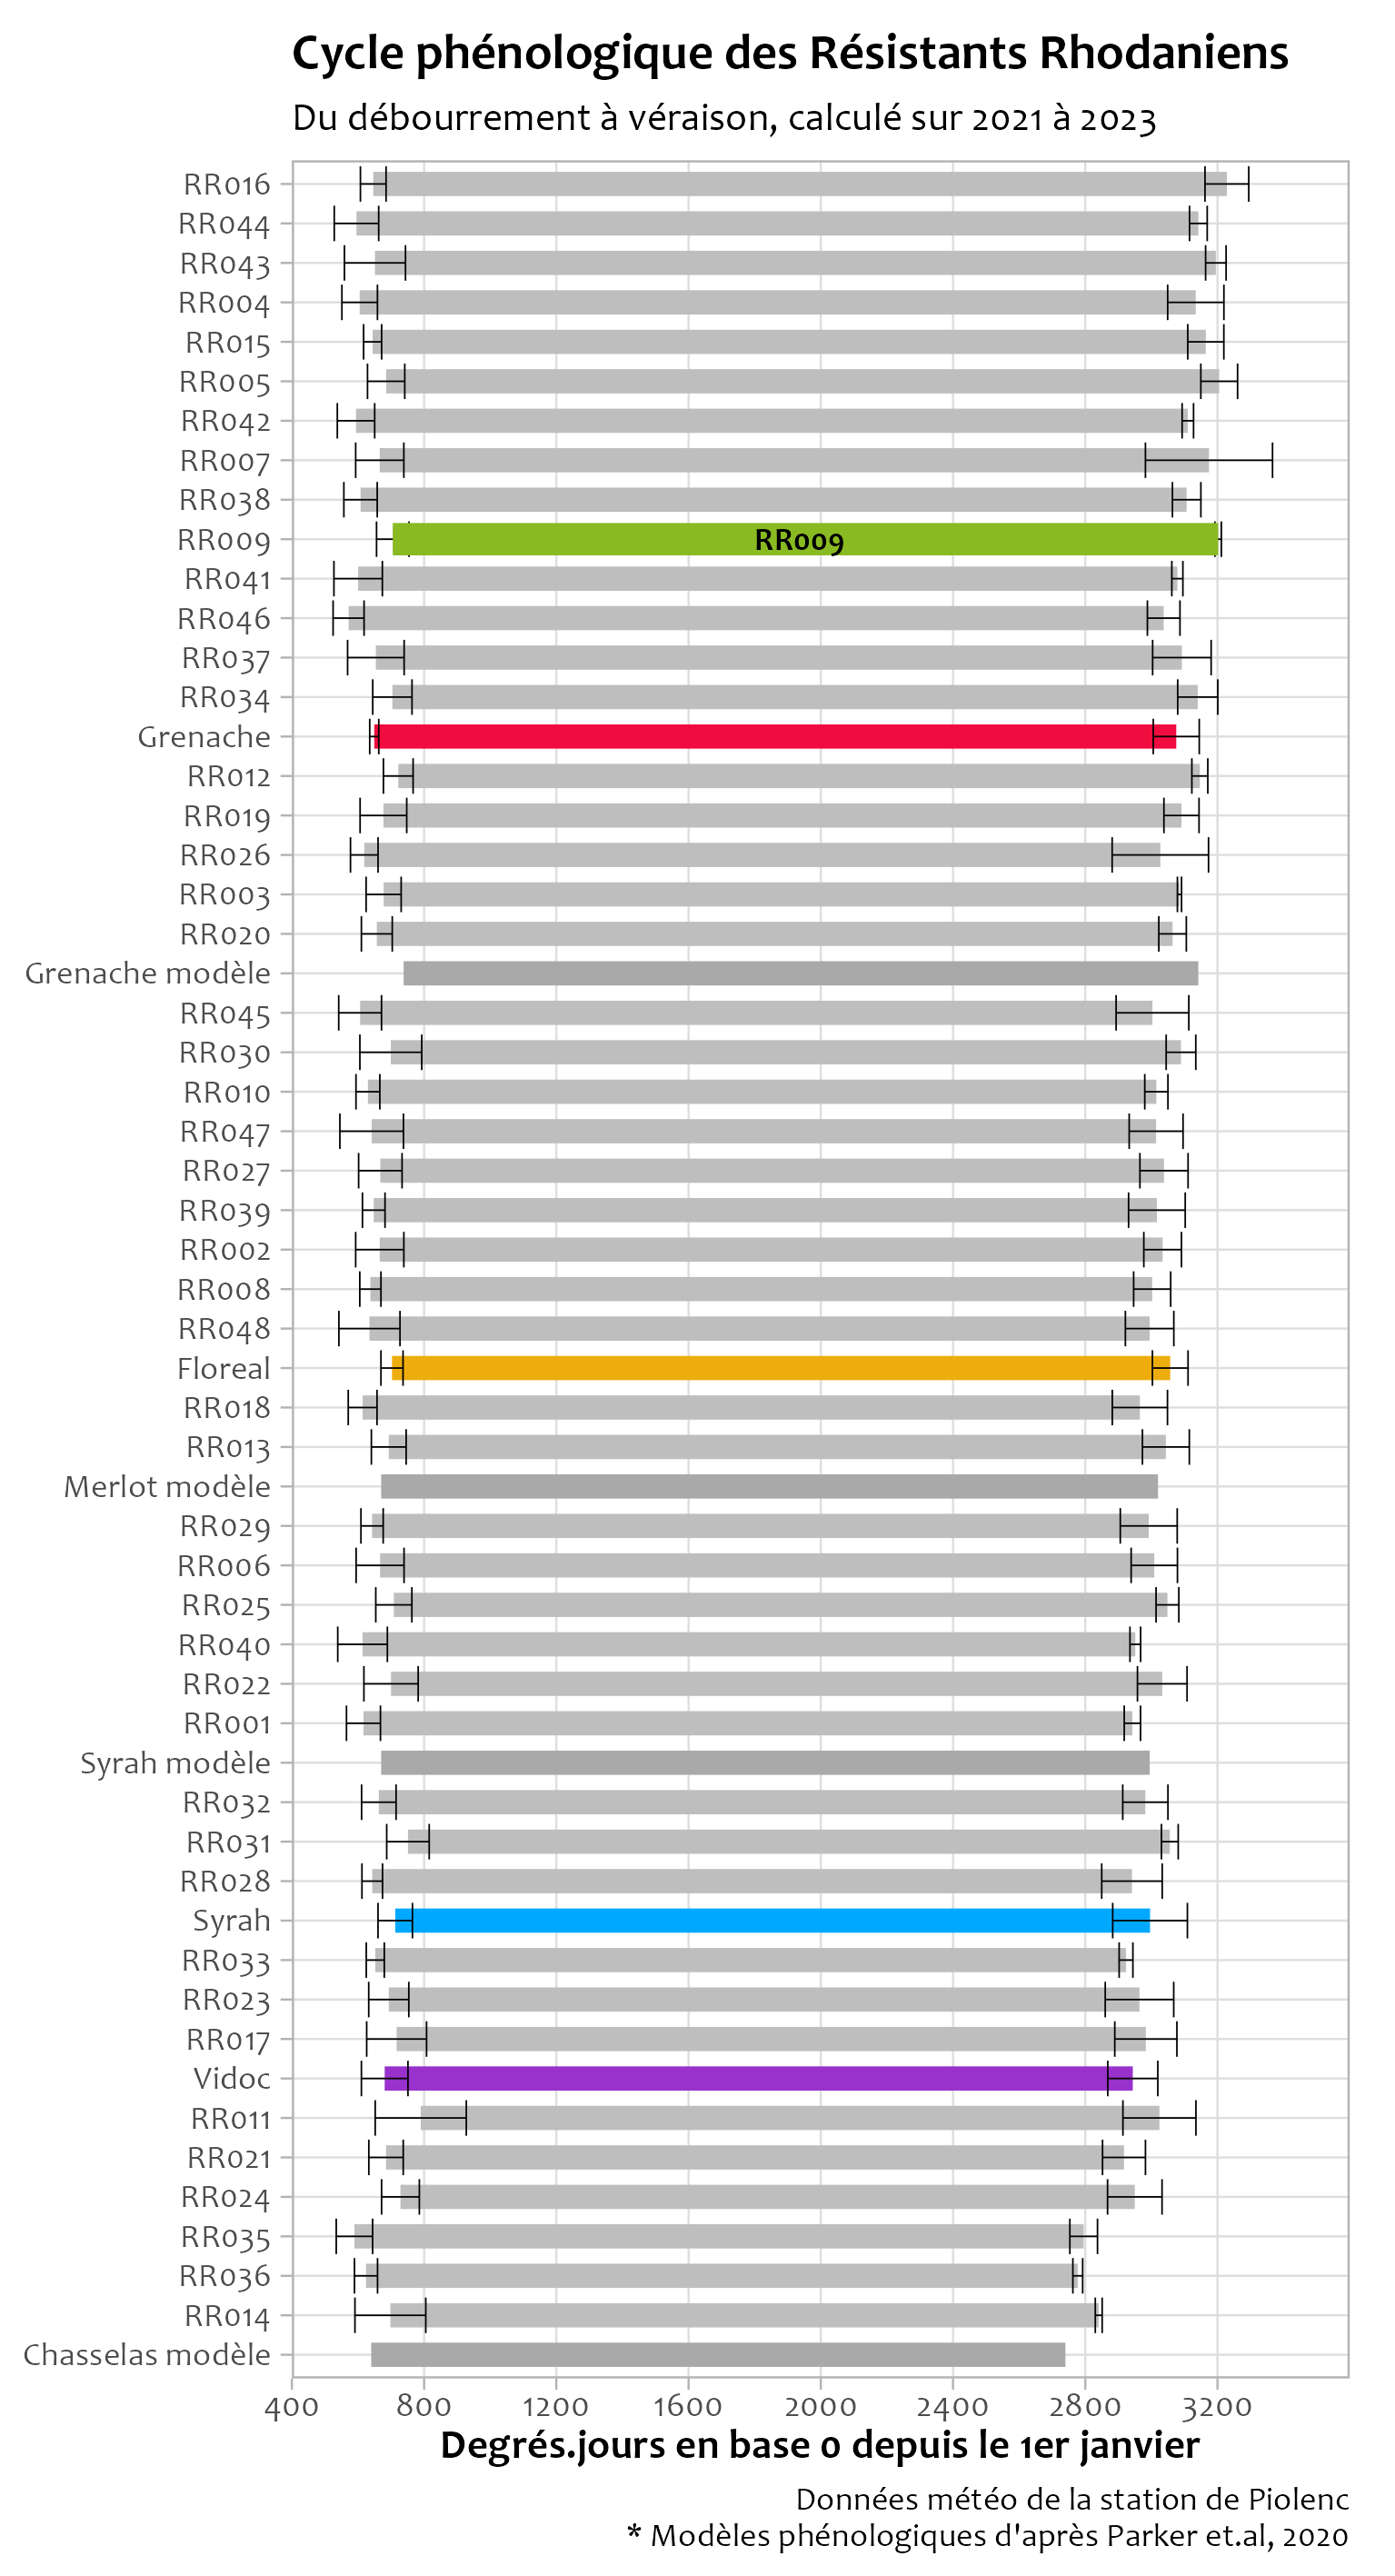 Cycle phénologique des Résistants Rhodaniens
Du débourrement à véraison, calculé sur 2021 à 2023
RR016
RR044
RR043
RR004
RR015
RR005
RR042
RR007
RR038
RR009 RR009
RR041
RR046
RR037
RR034
Grenache
RR012
RR019
RR026
RR003
RR020
Grenache modèle
RR045
RR030
RR010
RR047
RR027
RR039
RR002
RR008
RR048
Floreal
RR018
RR013
Merlot modèle
RR029
RR006
RR025
RR040
RR022
RR001
Syrah modèle
RR032
RR031
RR028
Syrah
RR033
RR023
RR017
Vidoc
RR011
RR021
RR024
RR035
RR036
RR014
Chasselas modèle
400 800 1200 1600 2000 2400 2800 3200
Degrés.jours en base 0 depuis le 1er janvier
Données météo de la station de Piolenc
* Modèles phénologiques d'après Parker et.al, 2020